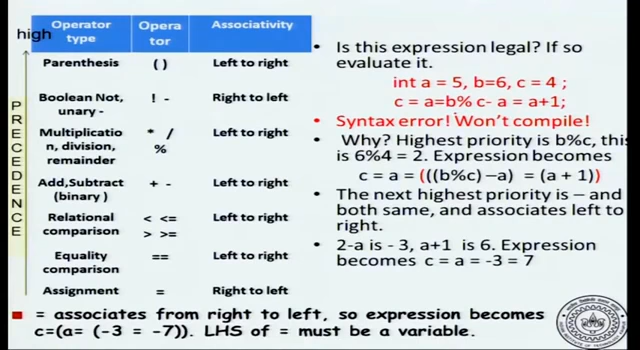 high
PRECEDENCE
Operator type | Opera tor | Associativity
Parenthesis | ( ) | Left to right
Boolean Not, unary - | ! - | Right to left
Multiplicatio n, division, remainder | * / % | Left to right
Add,Subtract (binary) | + - | Left to right
Relational comparison | < <= > >= | Left to right
Equality comparison | == | Left to right
Assignment | = | Right to left
• Is this expression legal? If so
evaluate it.
int a = 5, b=6, c = 4 ;
c = a=b% c- a = a+1;
• Syntax error! Won't compile!
• Why? Highest priority is b%c, this
is 6%4 = 2. Expression becomes
c = a = (((b%c) –a) = (a + 1))
• The next highest priority is – and
both same, and associates left to
right.
• 2-a is - 3, a+1 is 6. Expression
becomes c = a = -3 = 7
■ = associates from right to left, so expression becomes
c=(a= (-3 = -7)). LHS of = must be a variable.